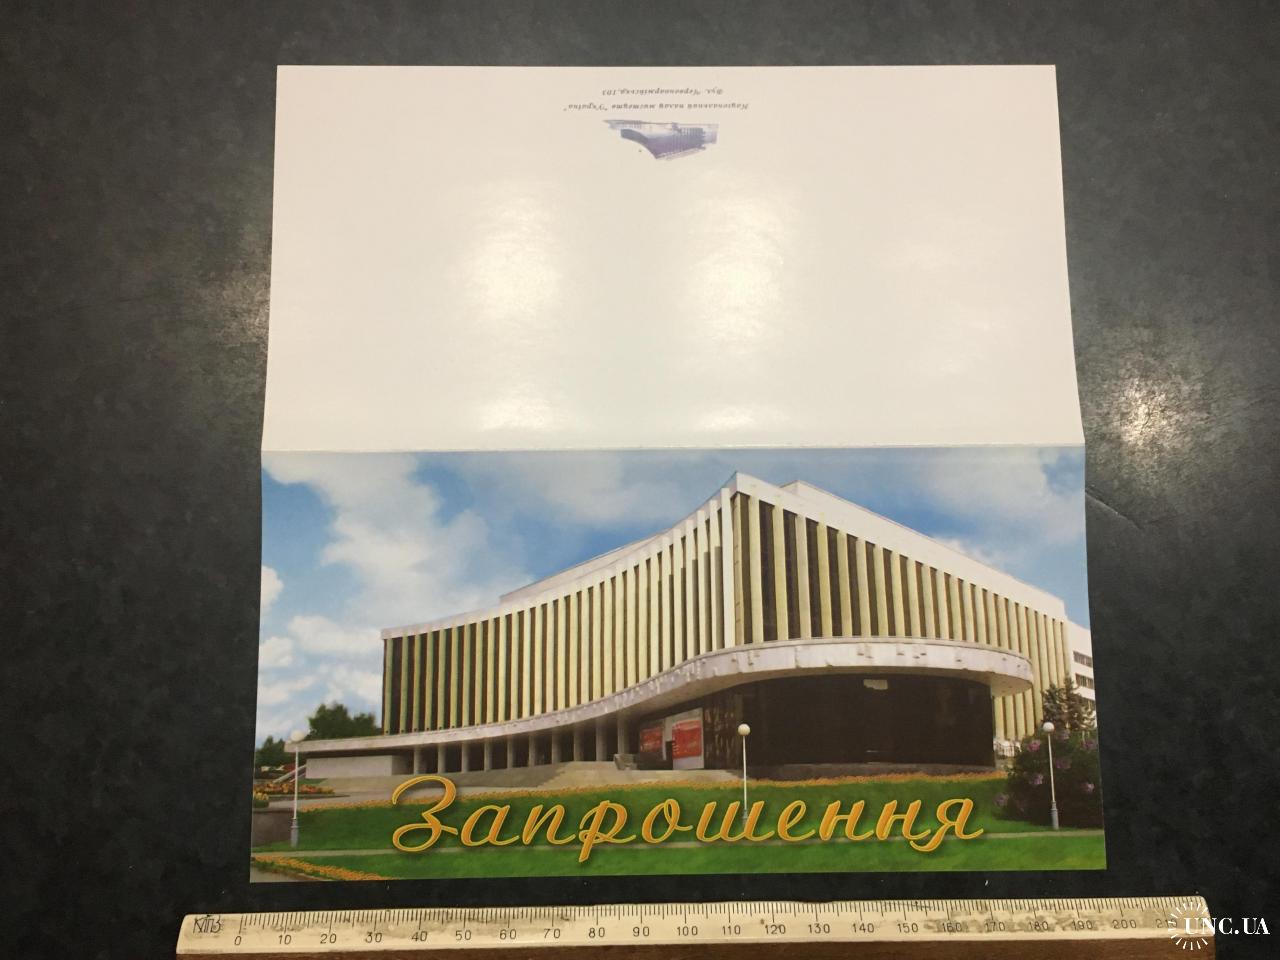 Національний палац мистецтв "Україна"
Вул. Червоноармійська,103
Запрошення
0 10 20 30 40 50 60 70 80 90 100 110 120 130 140 150 160 170 180 190 200
UNC.UA